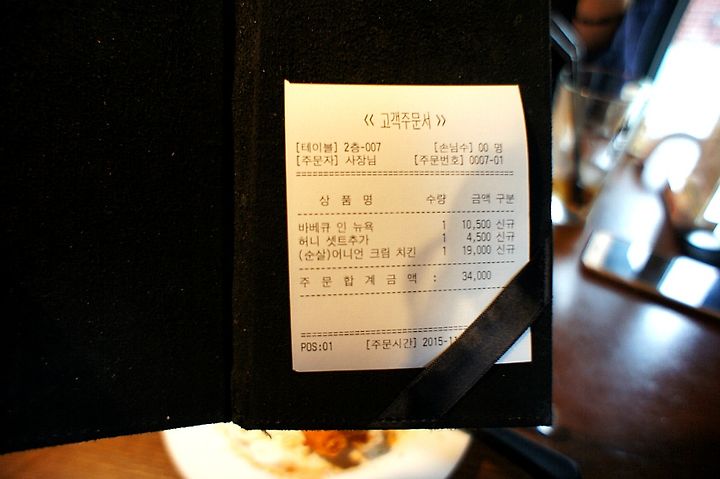 《 고객주문서 》
[테이블] 2층-007 [손님수] 00 명
[주문자] 사장님 [주문번호] 0007-01
상 품 명 수량 금액 구분
바베큐 인 뉴욕 1 10,500 신규
허니 셋트추가 1 4,500 신규
(순살)어니언 크림 치킨 1 19,000 신규
주 문 합 계 금 액 : 34,000
POS:01 [주문시간] 2015-11